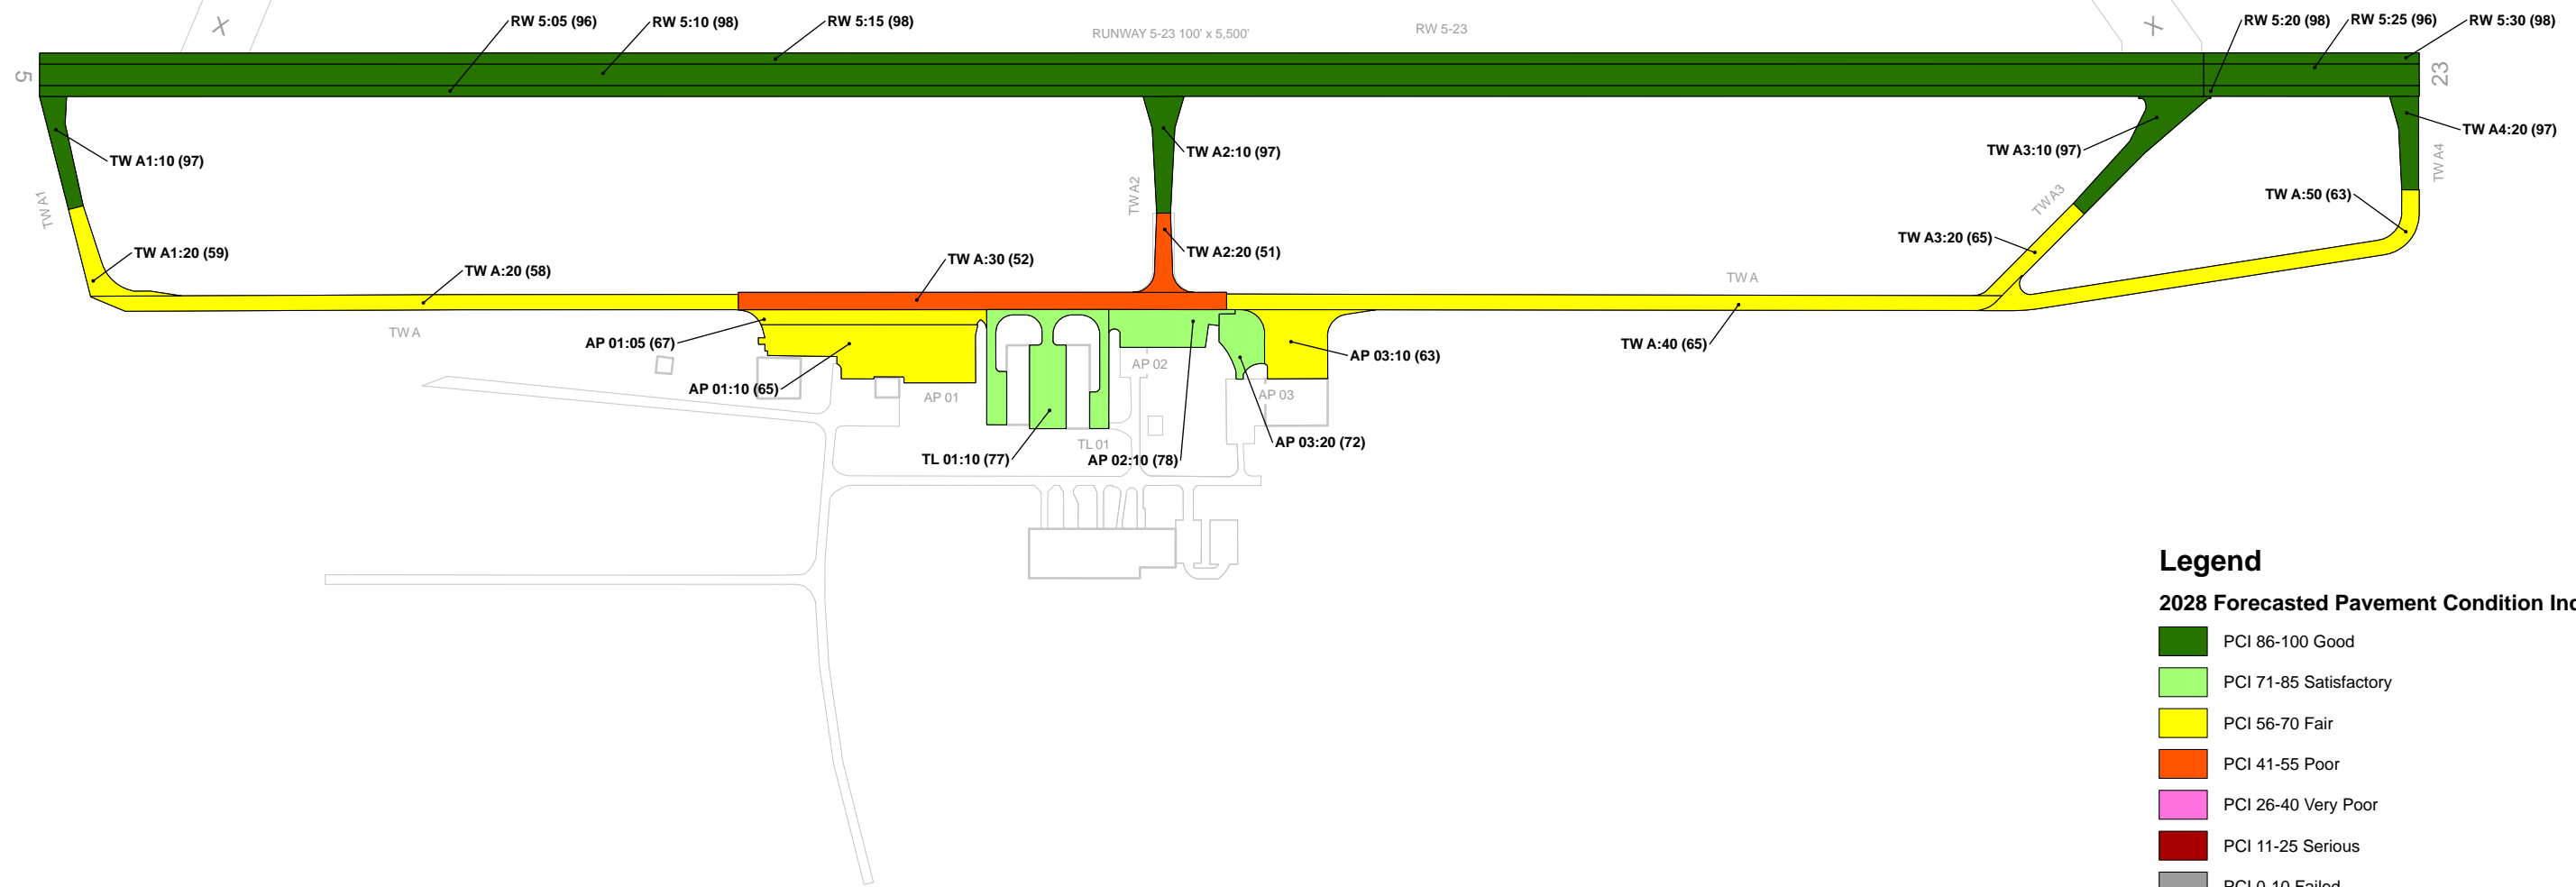 RW 5:05 (96)
RW 5:10 (98)
RW 5:15 (98)
RUNWAY 5-23 100' x 5,500'
RW 5-23
RW 5:20 (98)
RW 5:25 (96)
RW 5:30 (98)
X
X
5
23
TW A1:10 (97)
TW A2:10 (97)
TW A3:10 (97)
TW A4:20 (97)
TW A1
TW A2
TW A3
TW A4
TW A:50 (63)
TW A1:20 (59)
TW A:20 (58)
TW A:30 (52)
TW A2:20 (51)
TW A3:20 (65)
TW A
TW A
AP 01:05 (67)
AP 01:10 (65)
AP 02
AP 03:10 (63)
TW A:40 (65)
AP 01
AP 03
TL 01
AP 03:20 (72)
TL 01:10 (77)
AP 02:10 (78)
Legend
2028 Forecasted Pavement Condition
PCI 86-100 Good
PCI 71-85 Satisfactory
PCI 56-70 Fair
PCI 41-55 Poor
PCI 26-40 Very Poor
PCI 11-25 Serious
PCI 0-10 Failed